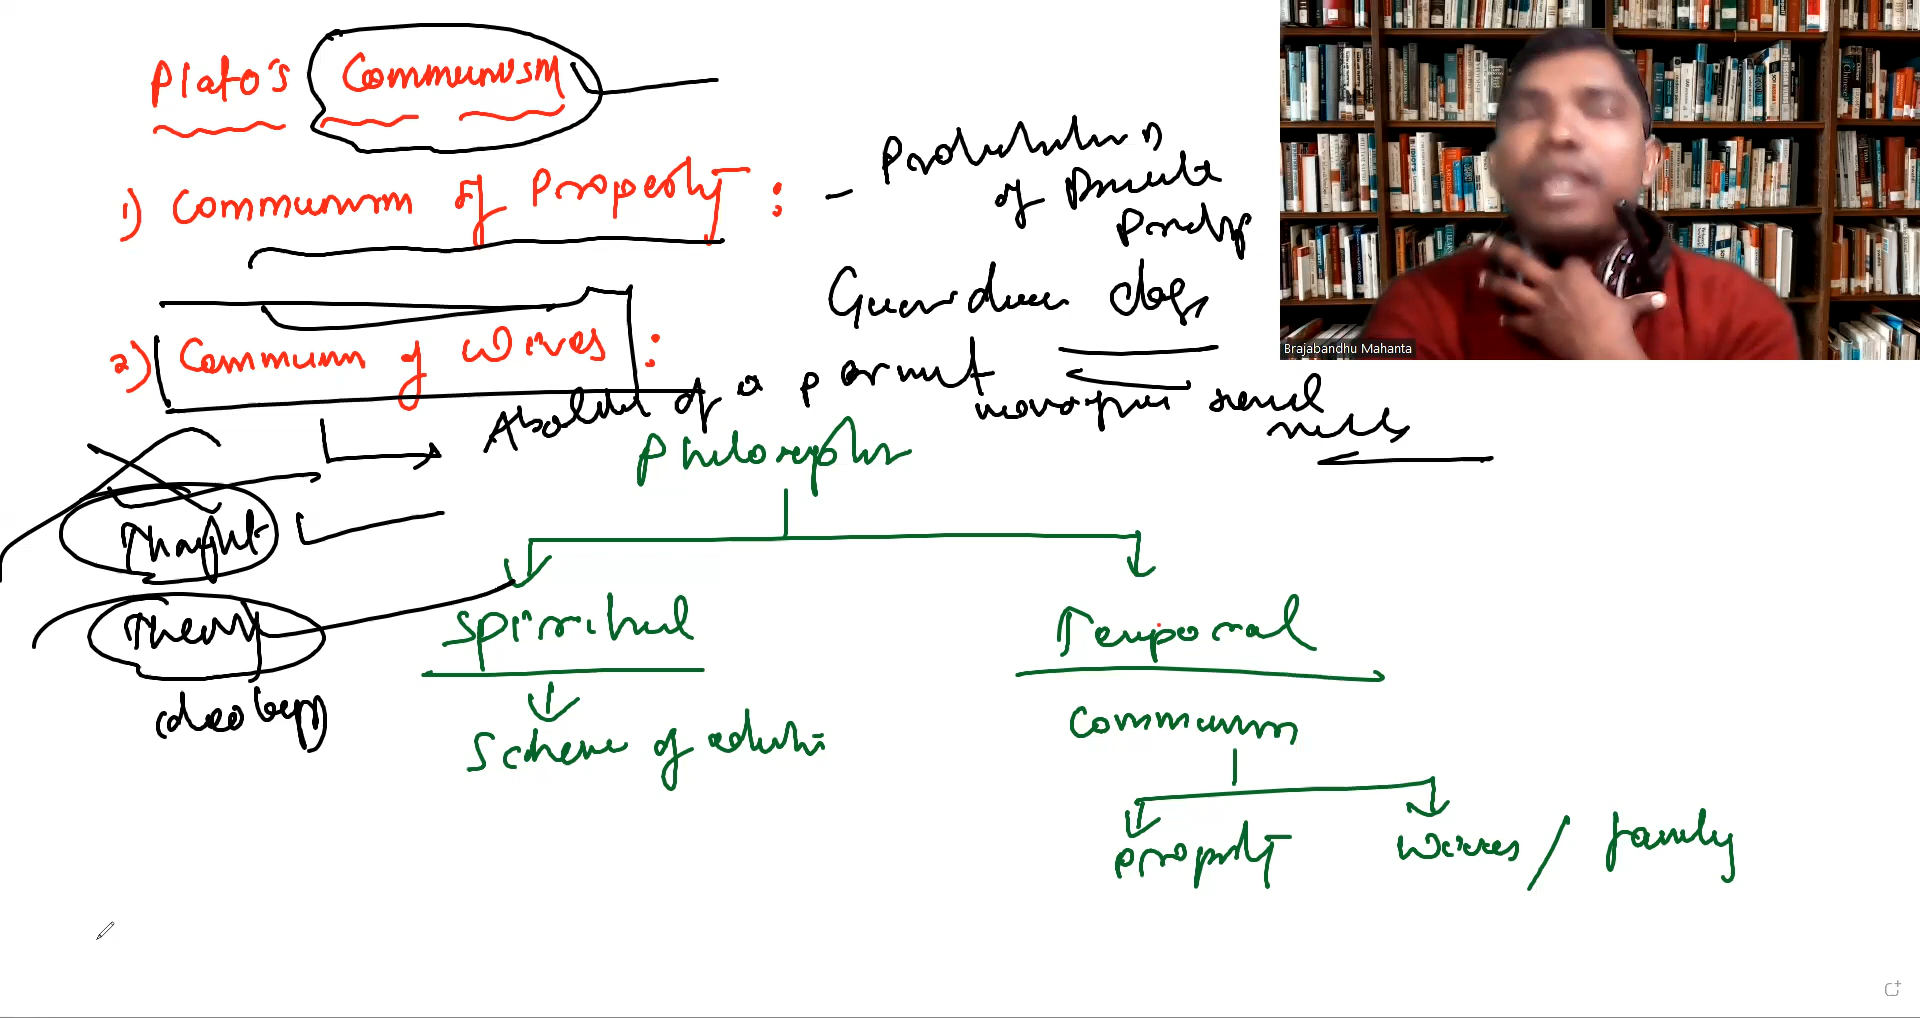 Plato's Communism
1) Communism of Property :
- Prohibition
of Private
Property
Guardian class
2) Communism of Wives :
Abolition of a permanent
monogamous sexual
Philosopher
Thought
Theory
ideology
Spiritual
Scheme of education
Temporal
Communism
property
wives / family
Brajabandhu Mahanta